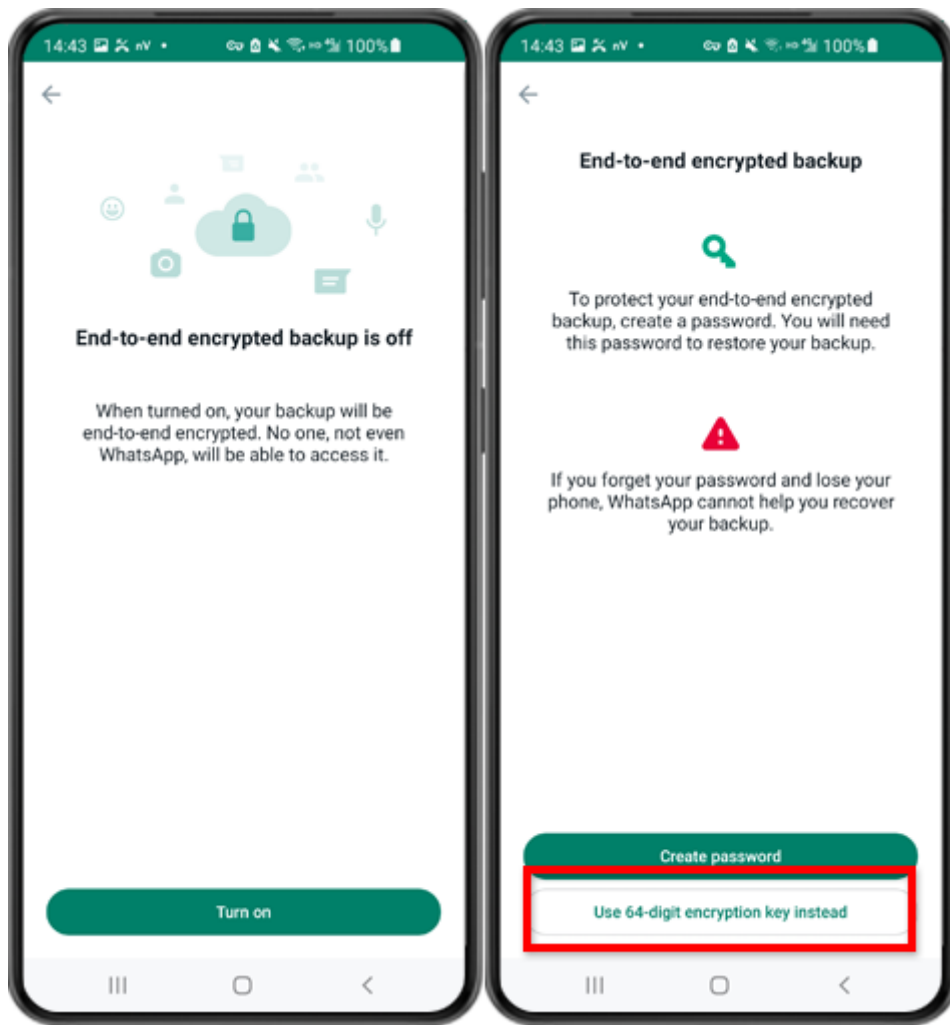 14:43
100%
End-to-end encrypted backup is off
When turned on, your backup will be
end-to-end encrypted. No one, not even
WhatsApp, will be able to access it.
Turn on
14:43
100%
End-to-end encrypted backup
To protect your end-to-end encrypted
backup, create a password. You will need
this password to restore your backup.
If you forget your password and lose your
phone, WhatsApp cannot help you recover
your backup.
Create password
Use 64-digit encryption key instead